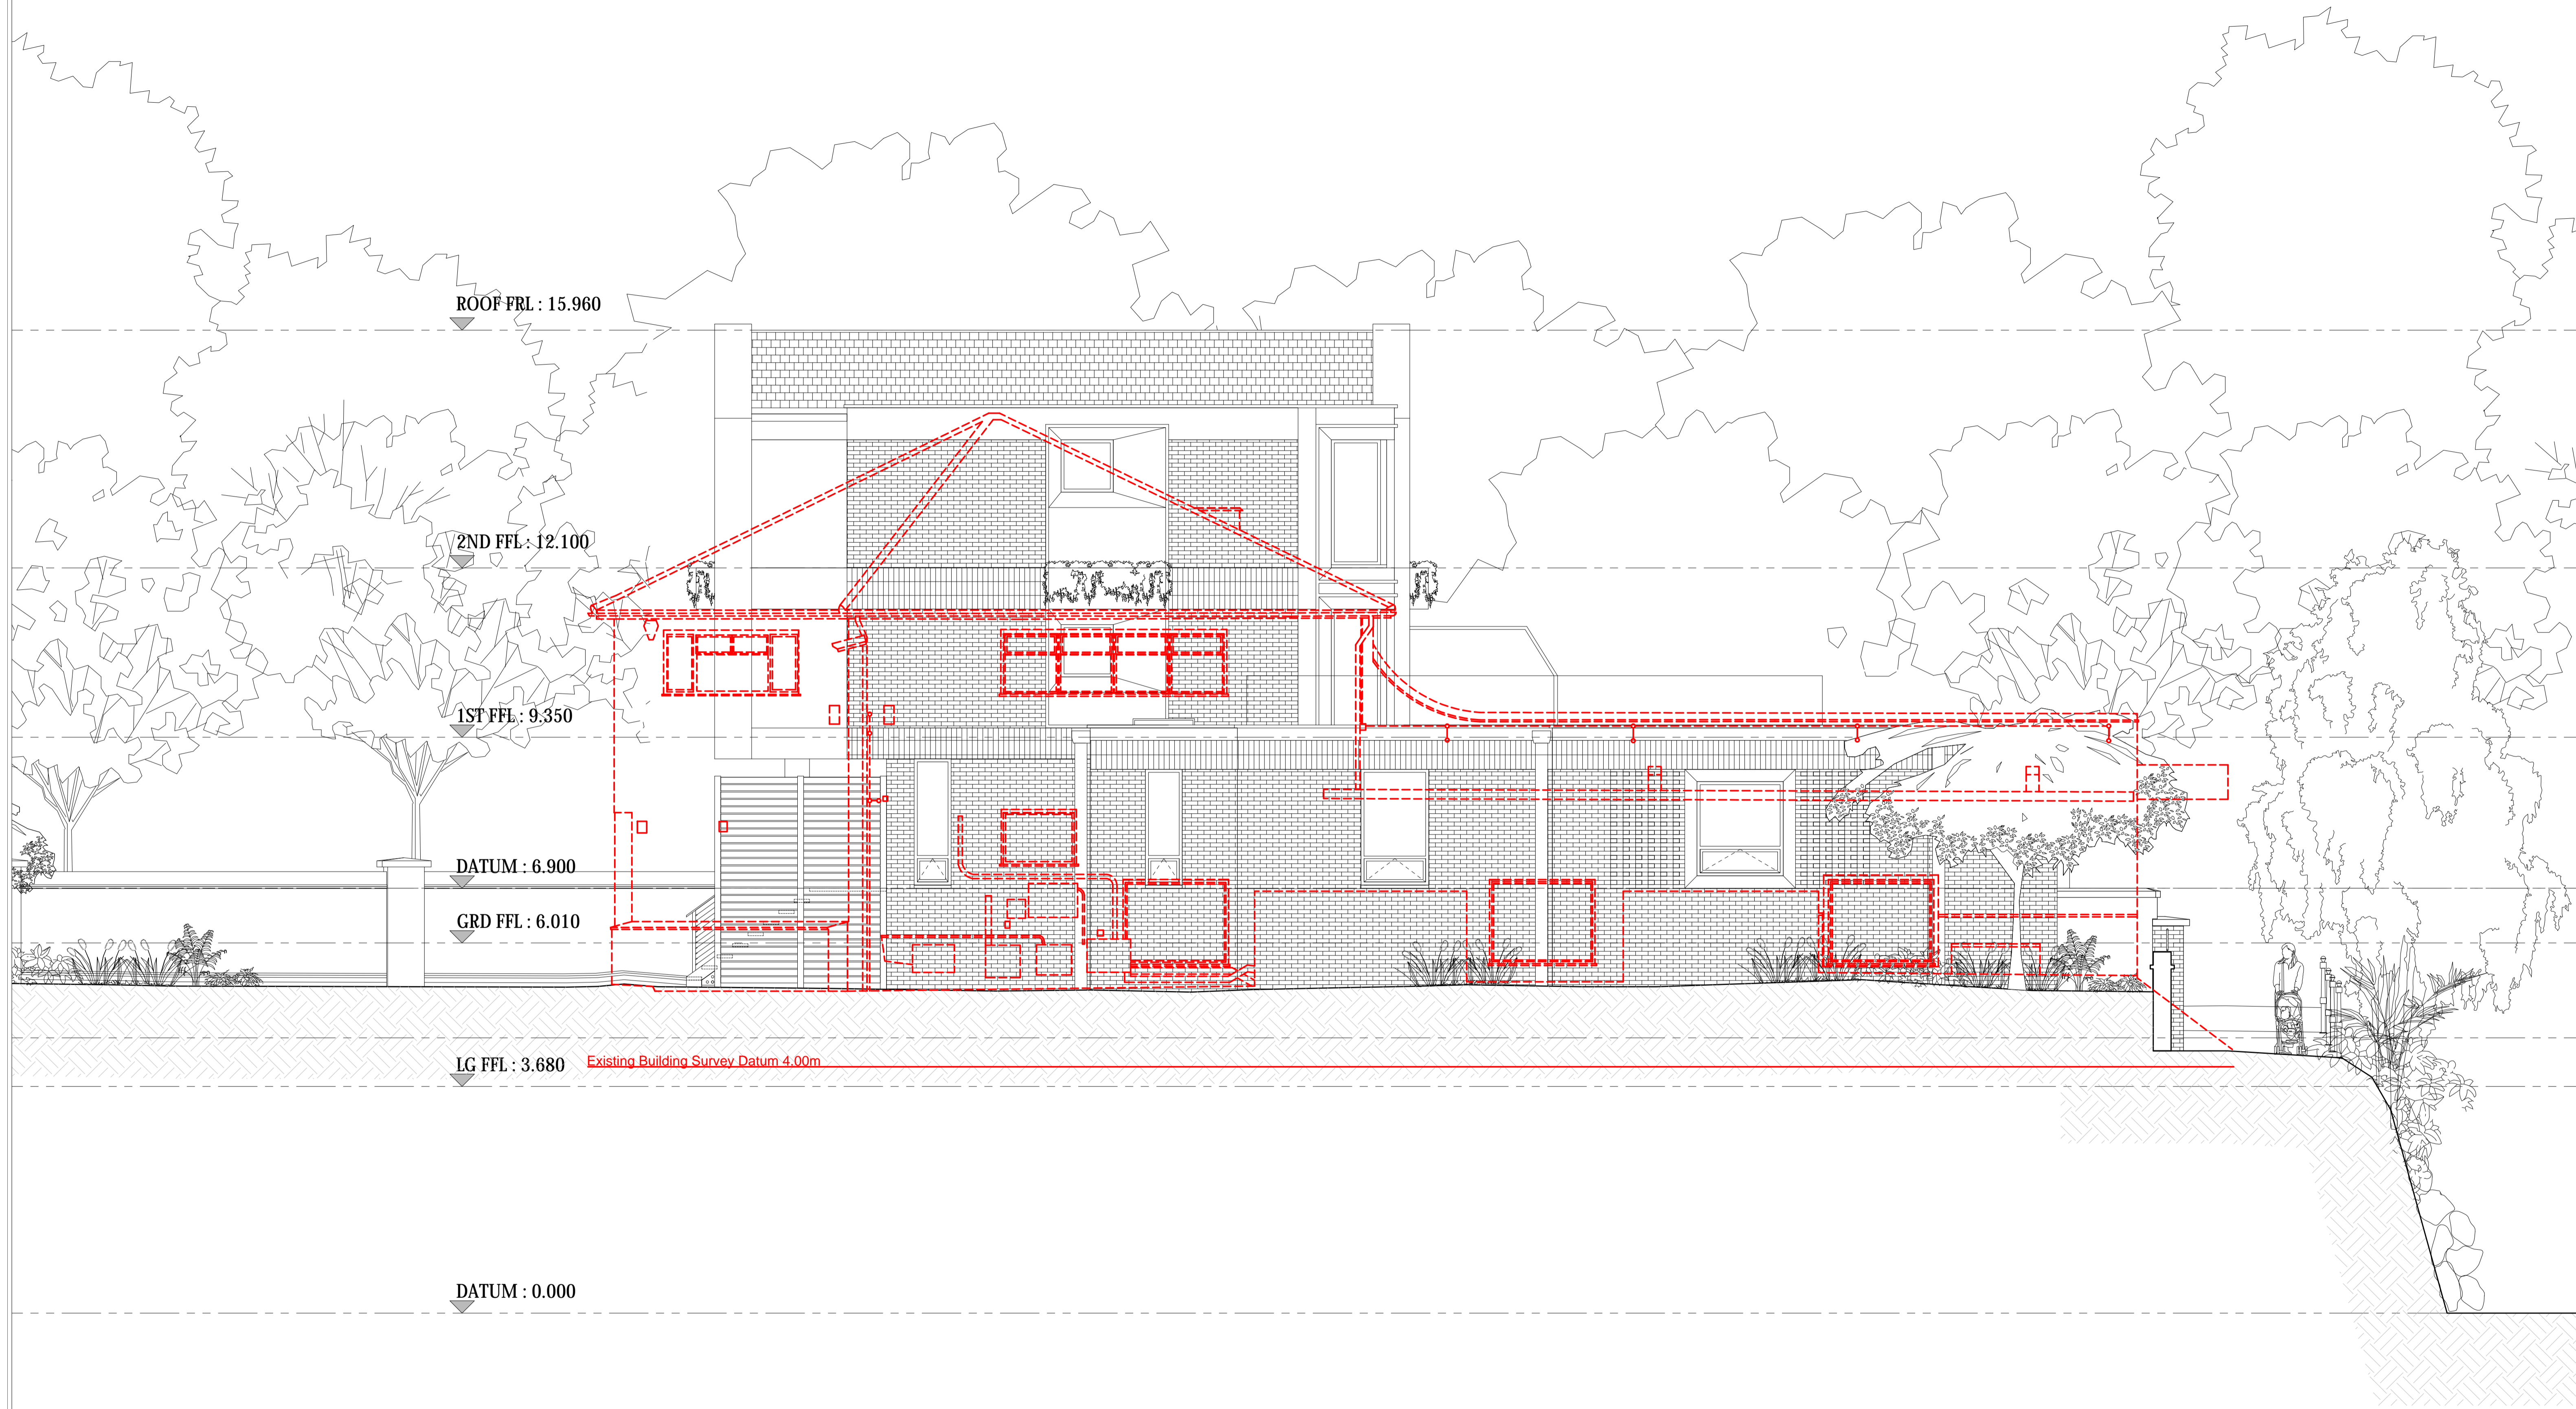 ROOF FRL : 15.960
2ND FFL : 12.100
1ST FFL : 9.350
DATUM : 6.900
GRD FFL : 6.010
LG FFL : 3.680
Existing Building Survey Datum 4.00m
DATUM : 0.000